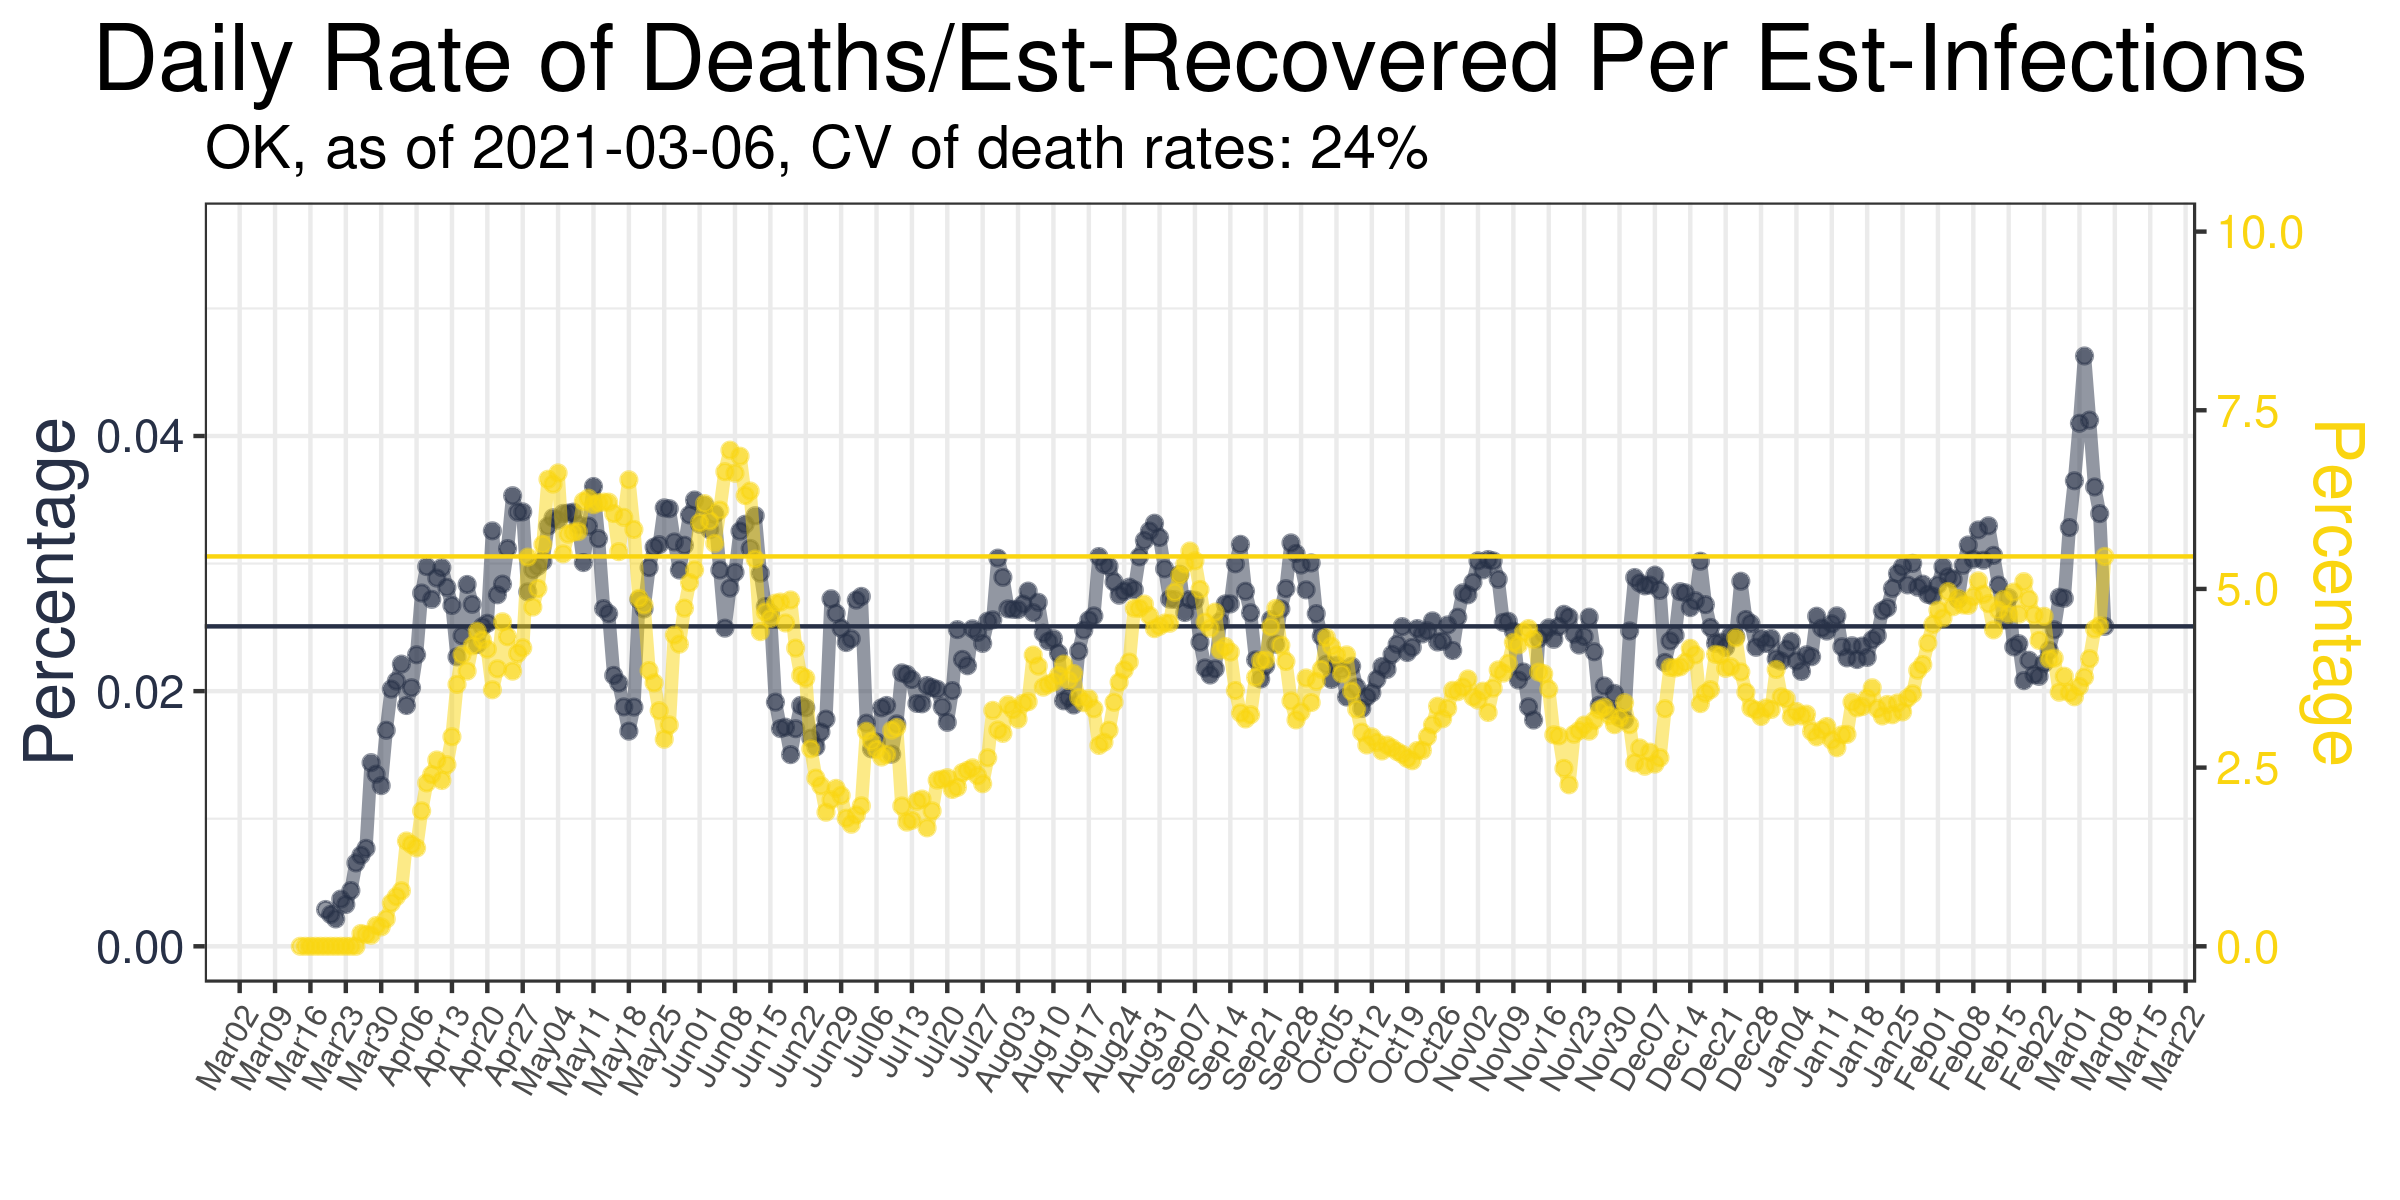 Daily Rate of Deaths/Est-Recovered Per Est-Infections
OK, as of 2021-03-06, CV of death rates: 24%
Percentage
0.04
0.02
0.00
10.0
7.5
5.0
2.5
0.0
Percentage
Mar02
Mar09
Mar16
Mar23
Mar30
Apr06
Apr13
Apr20
Apr27
May04
May11
May18
May25
Jun01
Jun08
Jun15
Jun22
Jun29
Jul06
Jul13
Jul20
Jul27
Aug03
Aug10
Aug17
Aug24
Aug31
Sep07
Sep14
Sep21
Sep28
Oct05
Oct12
Oct19
Oct26
Nov02
Nov09
Nov16
Nov23
Nov30
Dec07
Dec14
Dec21
Dec28
Dec04
Jan11
Jan18
Jan25
Feb01
Feb08
Feb15
Feb22
Mar01
Mar08
Mar15
Mar22